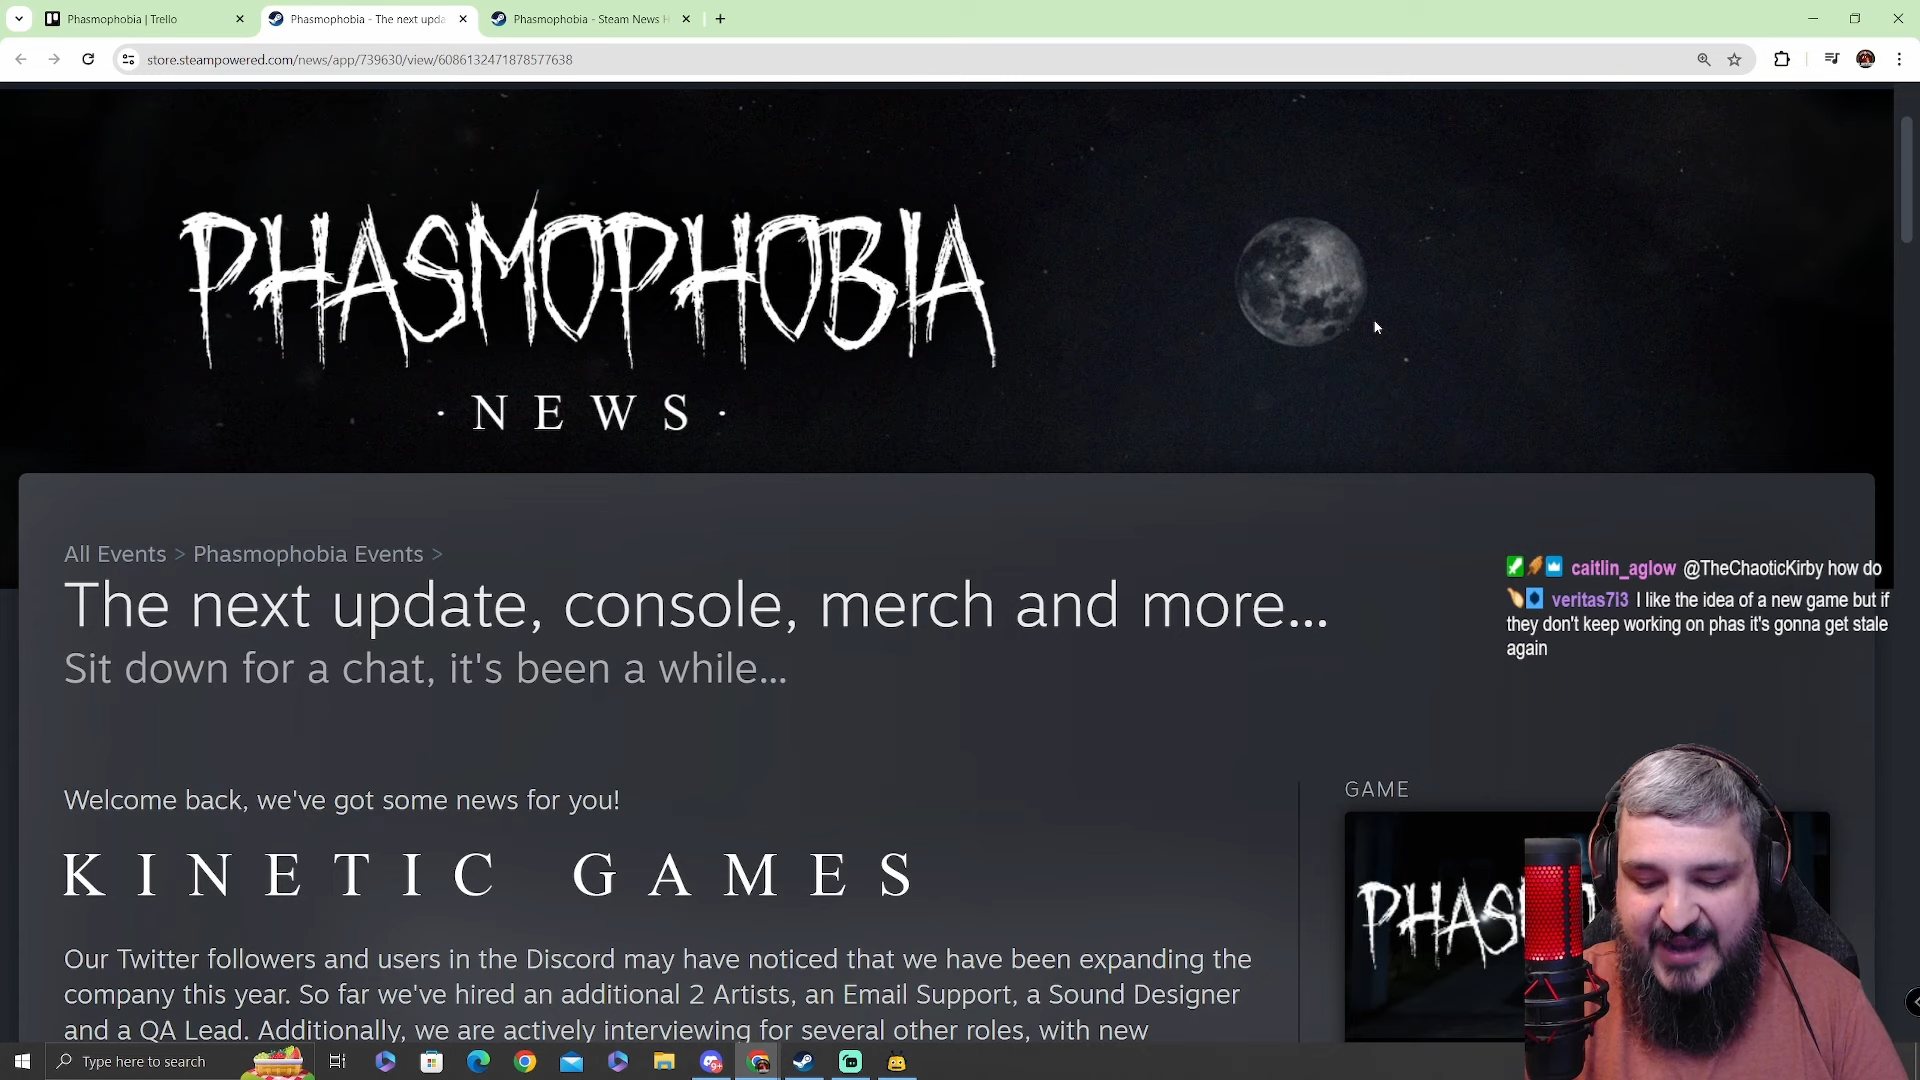 Phasmophobia | Trello
Phasmophobia - The next upda
Phasmophobia - Steam News H
store.steampowered.com/news/app/739630/view/6086132471878577638
PHASMOPHOBIA
· NEWS ·
All Events > Phasmophobia Events >
The next update, console, merch and more...
Sit down for a chat, it's been a while...
caitlin_aglow @TheChaoticKirby how do
veritas7l3 I like the idea of a new game but if
they don't keep working on phas it's gonna get stale
again
Welcome back, we've got some news for you!
GAME
KINETIC GAMES
PHAS
Our Twitter followers and users in the Discord may have noticed that we have been expanding the
company this year. So far we've hired an additional 2 Artists, an Email Support, a Sound Designer
and a QA Lead. Additionally, we are actively interviewing for several other roles, with new
Type here to search
9+